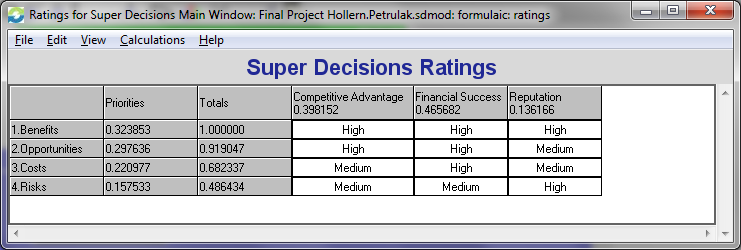 Ratings for Super Decisions Main Window: Final Project Hollern.Petrulak.sdmod: formulaic: ratings
File Edit View Calculations Help
Super Decisions Ratings
Priorities Totals Competitive Advantage 0.398152 Financial Success 0.465682 Reputation 0.136166
1.Benefits 0.323853 1.000000 High High High
2.Opportunities 0.297636 0.919047 High High Medium
3.Costs 0.220977 0.682337 Medium High Medium
4.Risks 0.157533 0.486434 Medium Medium High